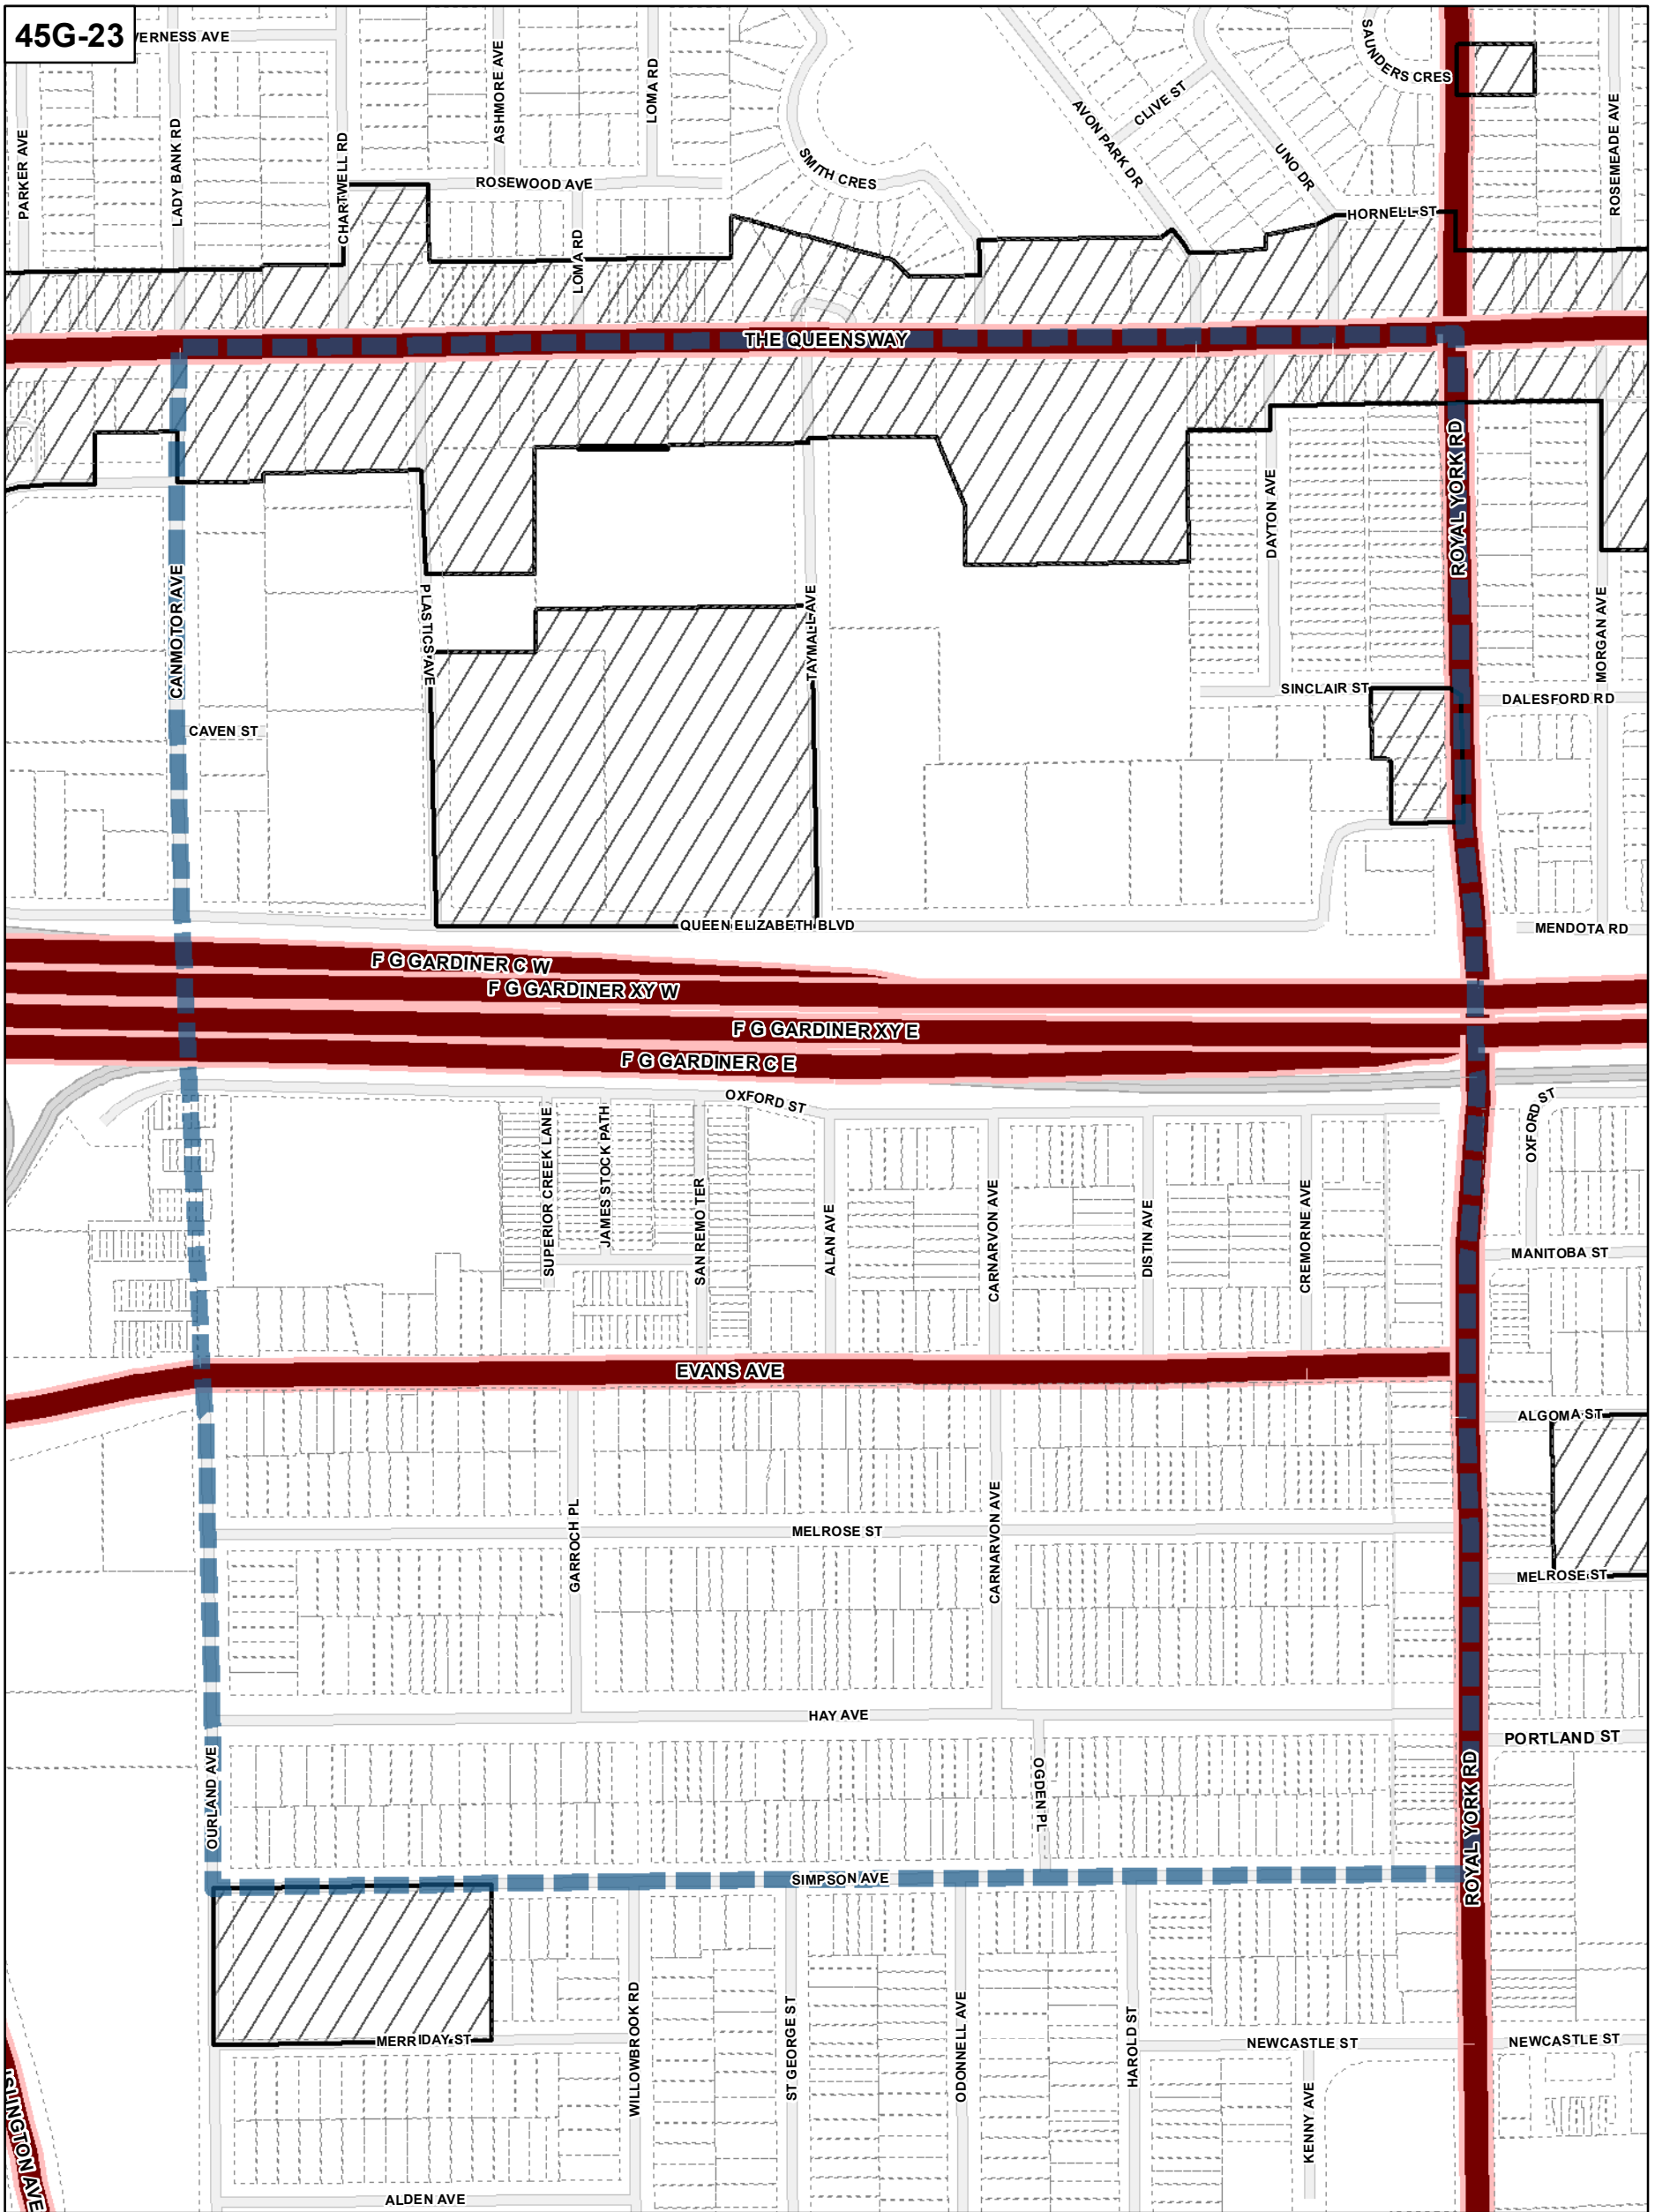 45G-23
VERNESS AVE
PARKER AVE
LADY BANK RD
CHARTWELL RD
ASHMORE AVE
LOMA RD
ROSEWOOD AVE
LOMA RD
SMITH CRES
AVON PARK DR
CLIVE ST
UNO DR
SAUNDERS CRES
HORNELL ST
ROSEMEADE AVE
THE QUEENSWAY
ROYAL YORK RD
DAYTON AVE
CANMOTOR AVE
PLASTICS AVE
TAYMALL AVE
MORGAN AVE
SINCLAIR ST
DALESFORD RD
CAVEN ST
QUEEN ELIZABETH BLVD
MENDOTA RD
F G GARDINER C W
F G GARDINER XY W
F G GARDINER XY E
F G GARDINER C E
OXFORD ST
OXFORD ST
SUPERIOR CREEK LANE
JAMES STOCK PATH
SAN REMO TER
ALAN AVE
CARNARVON AVE
DISTIN AVE
CREMORNE AVE
MANITOBA ST
EVANS AVE
ALGOMA ST
GARROCH PL
MELROSE ST
CARNARVON AVE
MELROSE ST
HAY AVE
OGDEN PL
PORTLAND ST
OURLAND AVE
ROYAL YORK RD
SIMPSON AVE
MERRIDAY ST
WILLOWBROOK RD
ST GEORGE ST
ODONNELL AVE
HAROLD ST
NEWCASTLE ST
NEWCASTLE ST
KENNY AVE
ISLINGTON AVE
ALDEN AVE